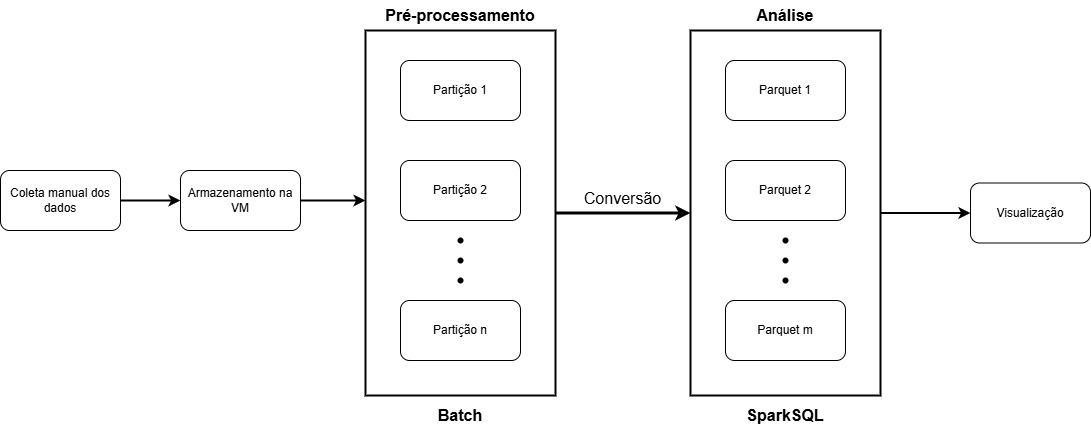 Pré-processamento
Análise
Partição 1
Parquet 1
Coleta manual dos
dados
Armazenamento na
VM
Partição 2
Conversão
Parquet 2
Visualização
Partição n
Parquet m
Batch
SparkSQL